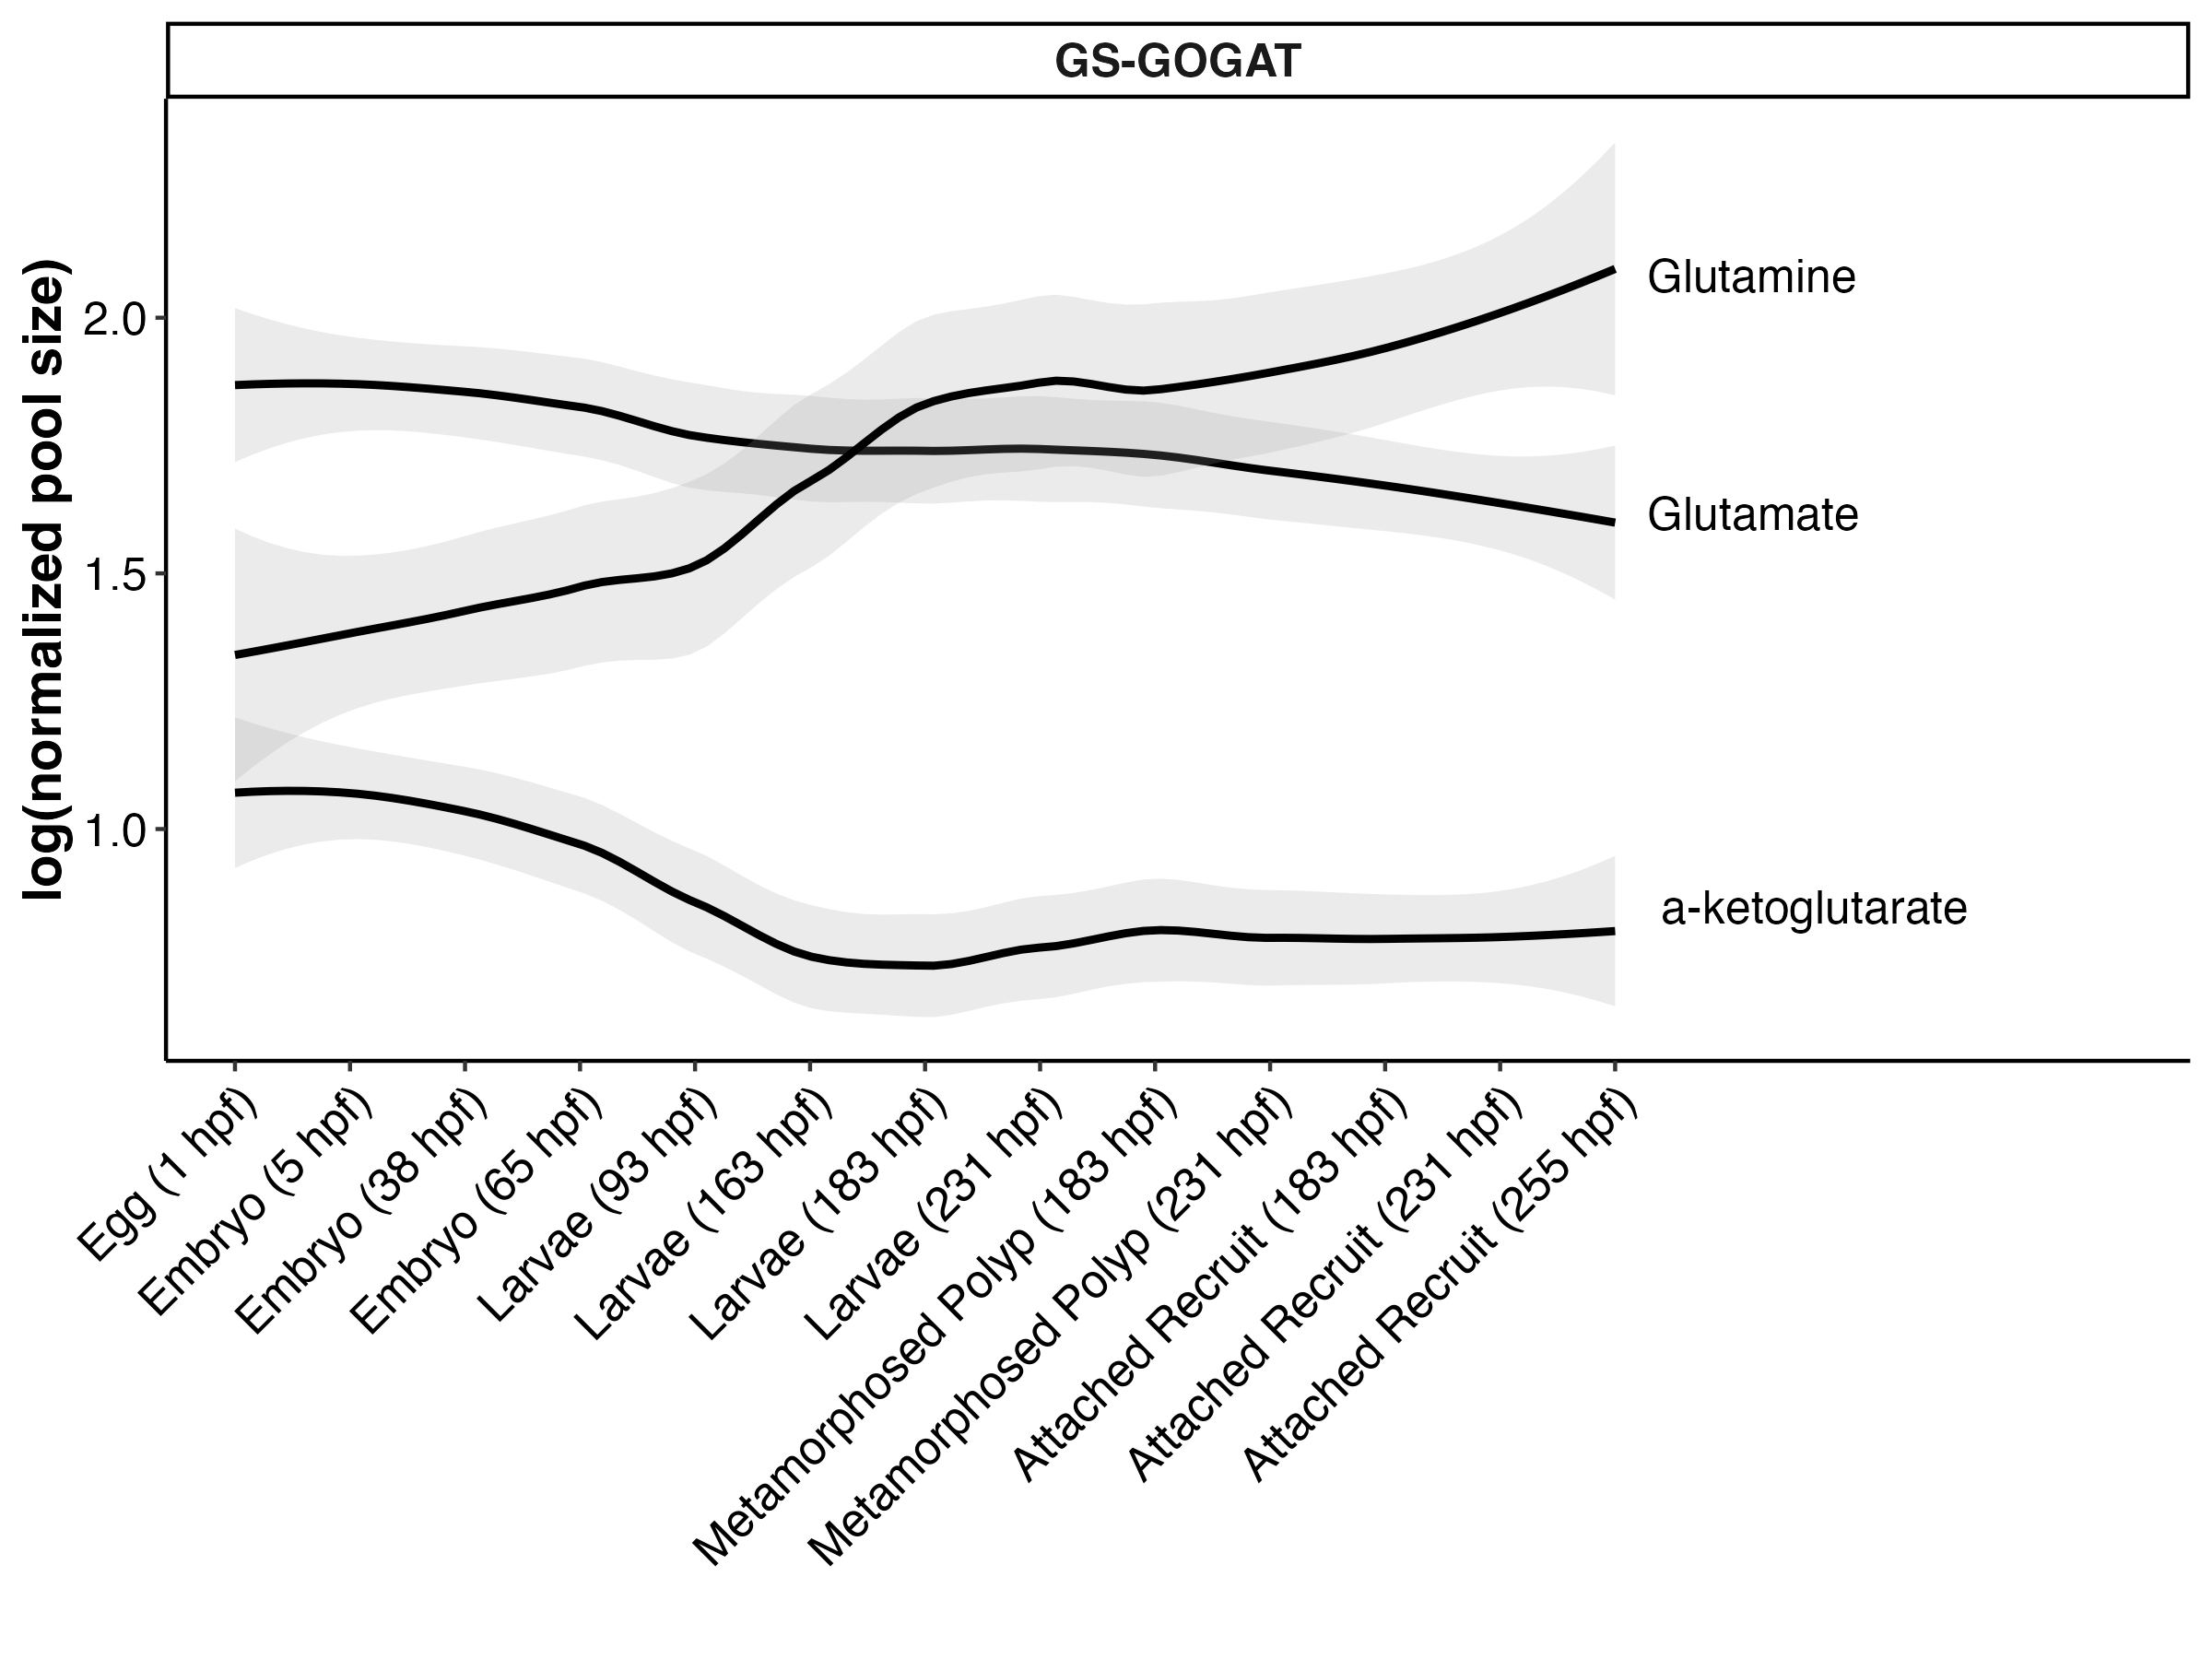 GS-GOGAT
log(normalized pool size)
2.0
1.5
1.0
Glutamine
Glutamate
a-ketoglutarate
Egg (1 hpf)
Embryo (5 hpf)
Embryo (38 hpf)
Embryo (65 hpf)
Larvae (93 hpf)
Larvae (163 hpf)
Larvae (183 hpf)
Larvae (231 hpf)
Metamorphosed Polyp (183 hpf)
Metamorphosed Polyp (231 hpf)
Attached Recruit (183 hpf)
Attached Recruit (231 hpf)
Attached Recruit (255 hpf)